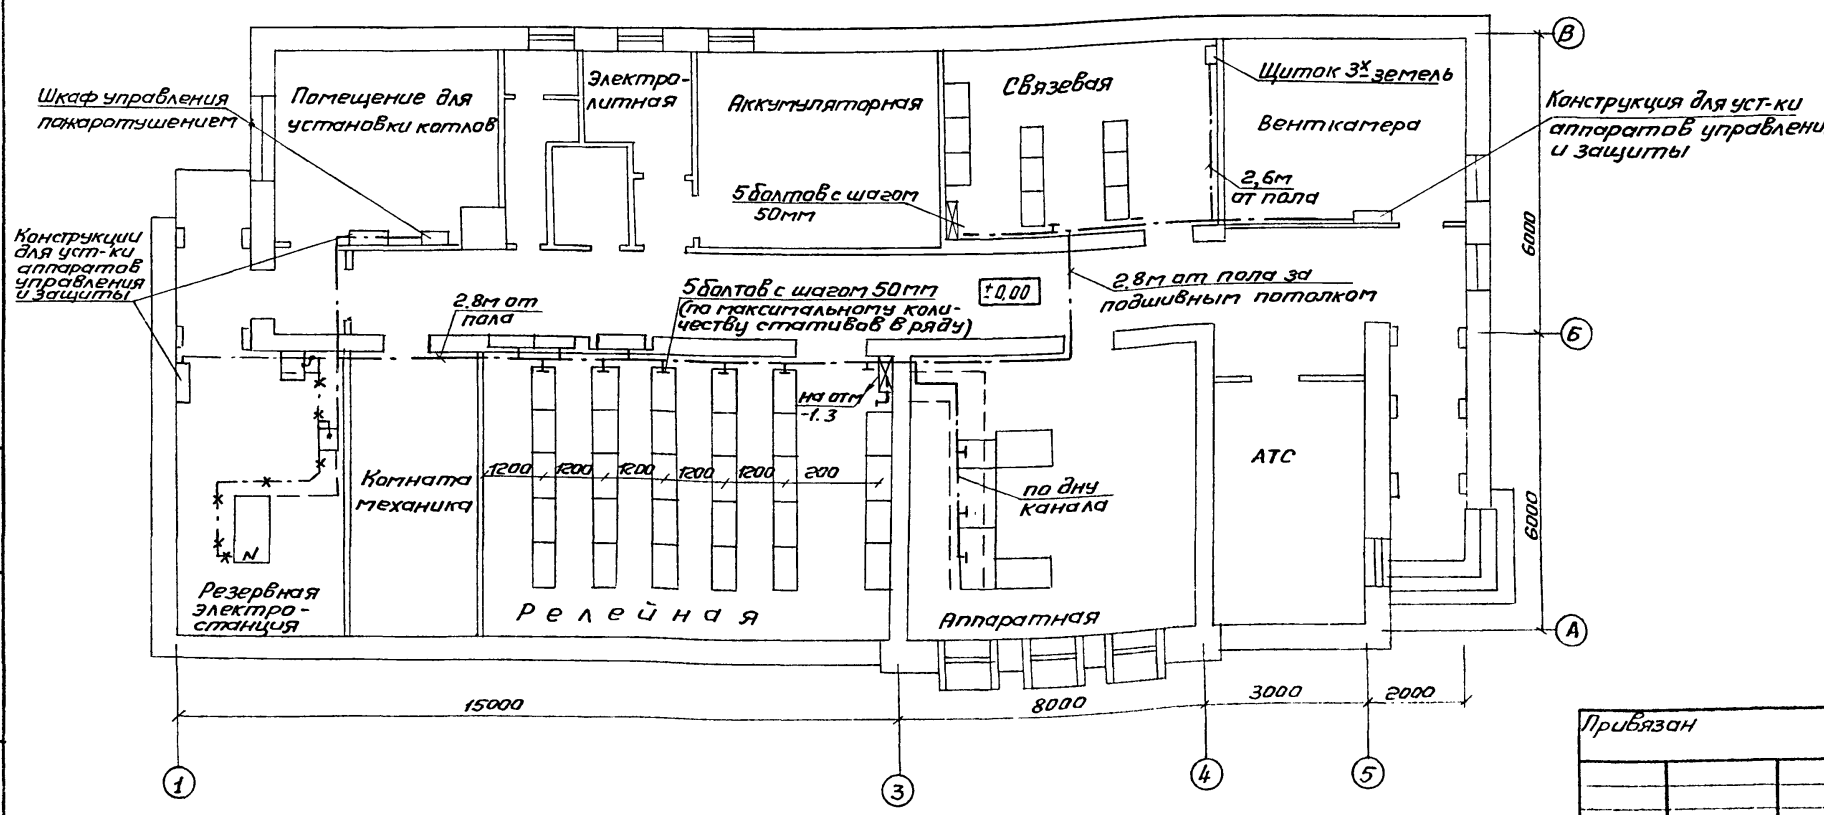 В
Шкаф управления
пожаротушением
Помещение для
установки котлов
Электро-
литная
Аккумуляторная
Связевая
Щиток 3х земель
Венткамера
Конструкция для уст-ки
аппаратов управлени
и защиты
5 болтов с шагом
50мм
2,6м
от пола
6000
Конструкции
для уст-ки
аппаратов
управления
и защиты
2,8м от
пола
5 болтов с шагом 50мм
(по максимальному коли-
честву стативов в ряду)
±0,00
2,8м от пола за
подшивным потолком
Б
на отм
-1.3
1200
1200
1200
1200
1200
200
Комната
механика
по дну
канала
АТС
6000
Резервная
электро-
станция
Релейная
Аппаратная
А
15000
8000
3000
2000
1
3
4
5
Привязан